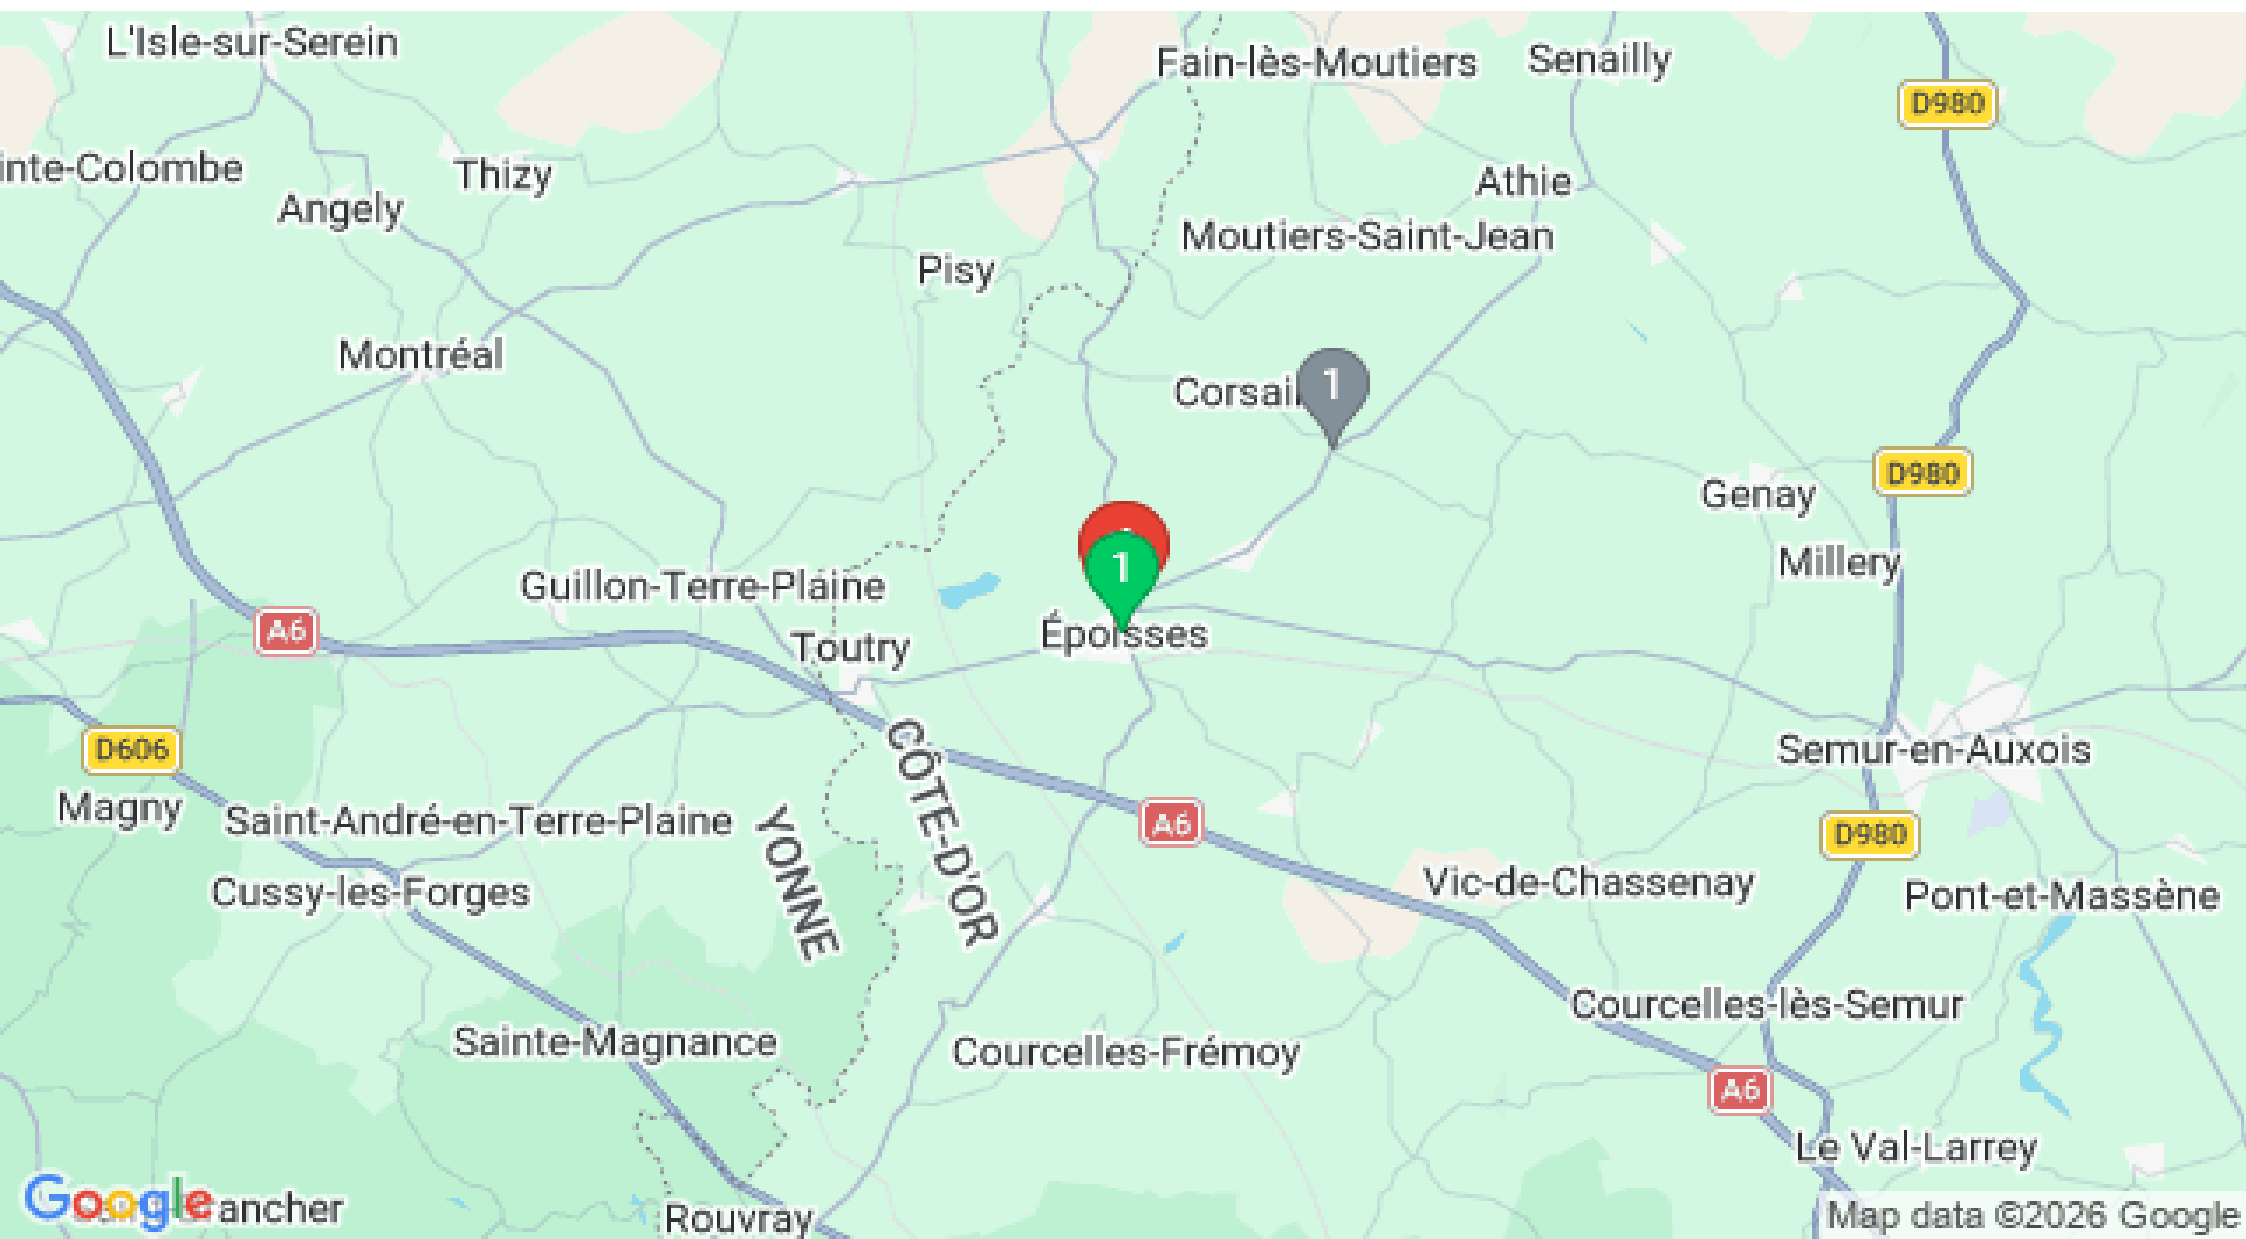 L'Isle-sur-Serein
Fain-lès-Moutiers
Senailly
D980
inte-Colombe
Thizy
Angely
Athie
Moutiers-Saint-Jean
Pisy
Montréal
1
D980
Genay
1
Millery
Guillon-Terre-Plaine
A6
Époisses
Toutry
D606
CÔTE-D'OR
Semur-en-Auxois
Magny
Saint-André-en-Terre-Plaine
YONNE
A6
D980
Cussy-les-Forges
Vic-de-Chassenay
Pont-et-Massène
Courcelles-lès-Semur
Sainte-Magnance
Courcelles-Frémoy
A6
Le Val-Larrey
Google
ancher
Rouvray
Map data ©2026 Google